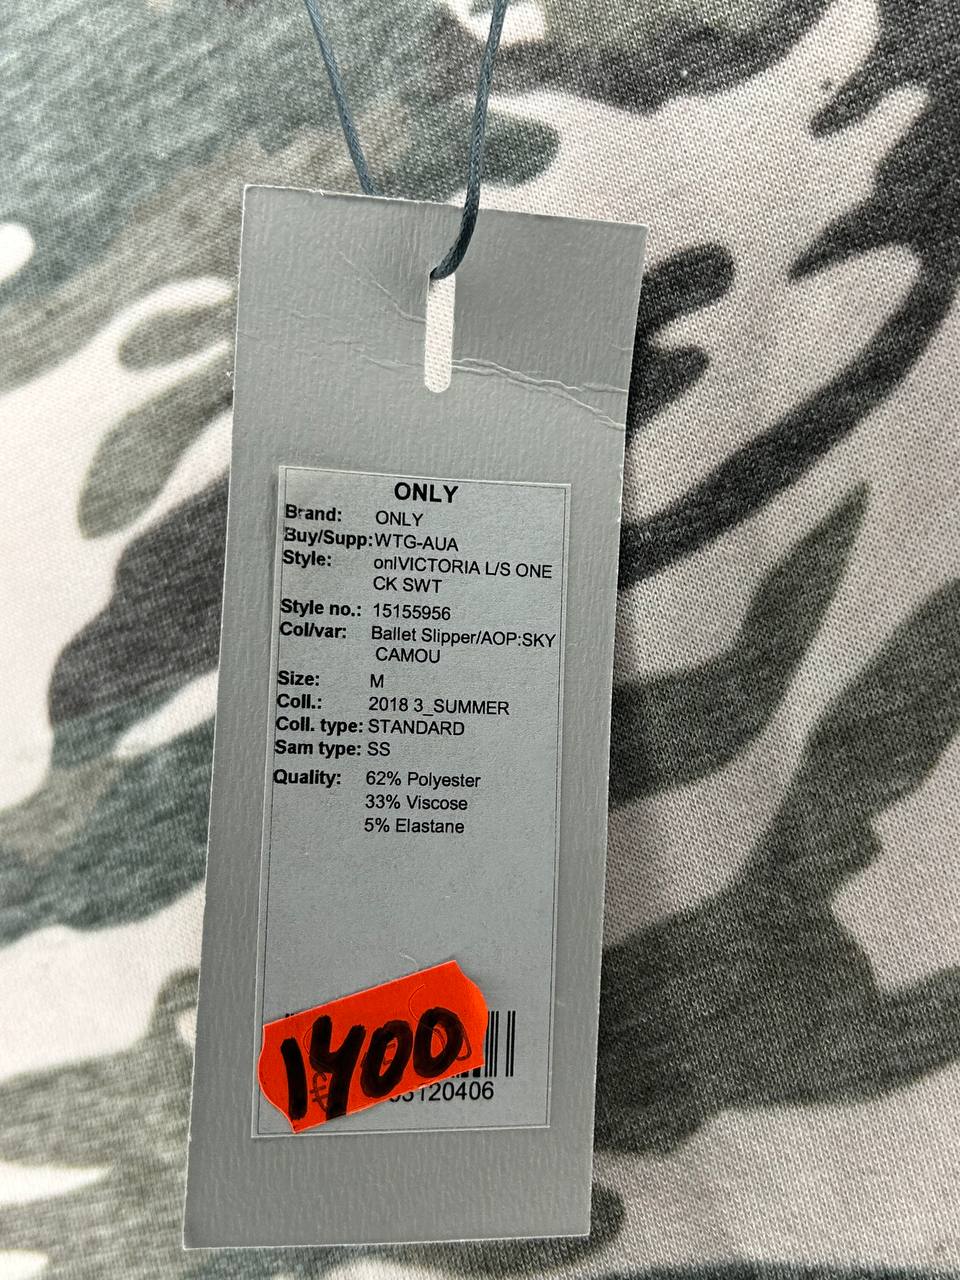 ONLY
Brand: ONLY
Buy/Supp: WTG-AUA
Style: onlVICTORIA L/S ONE
CK SWT
Style no.: 15155956
Col/var: Ballet Slipper/AOP:SKY
CAMOU
Size: M
Coll.: 2018 3_SUMMER
Coll. type: STANDARD
Sam type: SS
Quality: 62% Polyester
33% Viscose
5% Elastane
1400
03120406